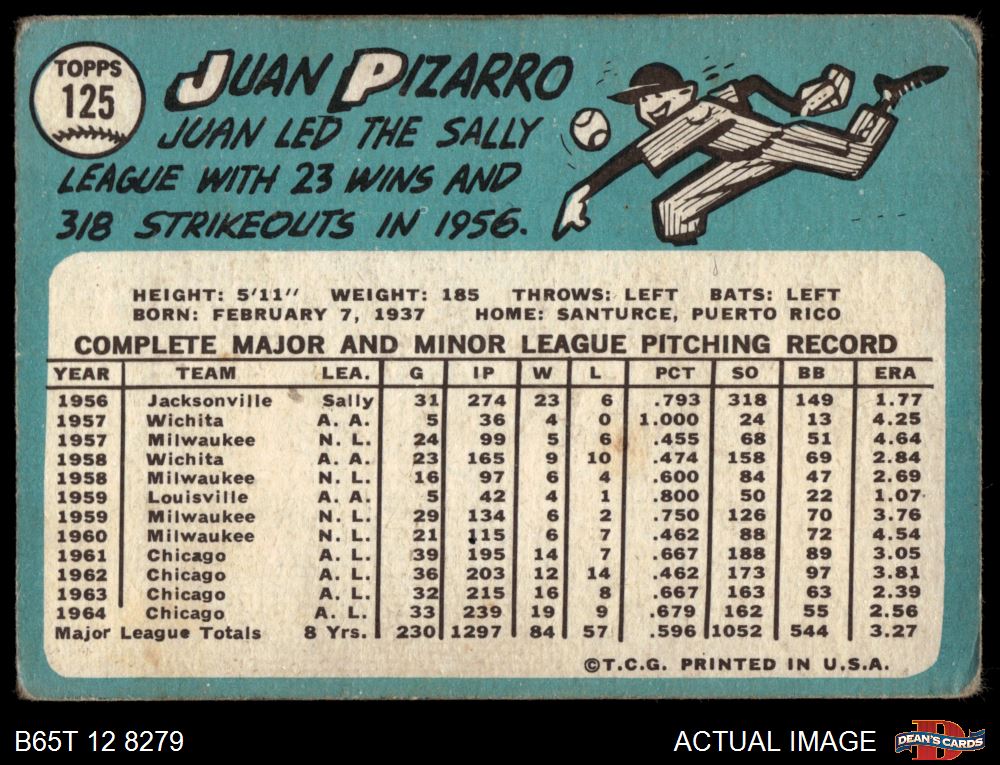 TOPPS
125
JUAN PIZARRO
JUAN LED THE SALLY
LEAGUE WITH 23 WINS AND
318 STRIKEOUTS IN 1956.
HEIGHT: 5'11" WEIGHT: 185 THROWS: LEFT BATS: LEFT
BORN: FEBRUARY 7, 1937 HOME: SANTURCE, PUERTO RICO
COMPLETE MAJOR AND MINOR LEAGUE PITCHING RECORD
YEAR TEAM LEA. G IP W L PCT SO BB ERA
1956 Jacksonville Sally 31 274 23 6 .793 318 149 1.77
1957 Wichita A. A. 5 36 4 0 1.000 24 13 4.25
1957 Milwaukee N. L. 24 99 5 6 .455 68 51 4.64
1958 Wichita A. A. 23 165 9 10 .474 158 69 2.84
1958 Milwaukee N. L. 16 97 6 4 .600 84 47 2.69
1959 Louisville A. A. 5 42 4 1 .800 50 22 1.07
1959 Milwaukee N. L. 29 134 6 2 .750 126 70 3.76
1960 Milwaukee N. L. 21 115 6 7 .462 88 72 4.54
1961 Chicago A. L. 39 195 14 7 .667 188 89 3.05
1962 Chicago A. L. 36 203 12 14 .462 173 97 3.81
1963 Chicago A. L. 32 215 16 8 .667 163 63 2.39
1964 Chicago A. L. 33 239 19 9 .679 162 55 2.56
Major League Totals 8 Yrs. 230 1297 84 57 .596 1052 544 3.27
©T.C.G. PRINTED IN U.S.A.
B65T 12 8279 ACTUAL IMAGE DEAN'S CARDS